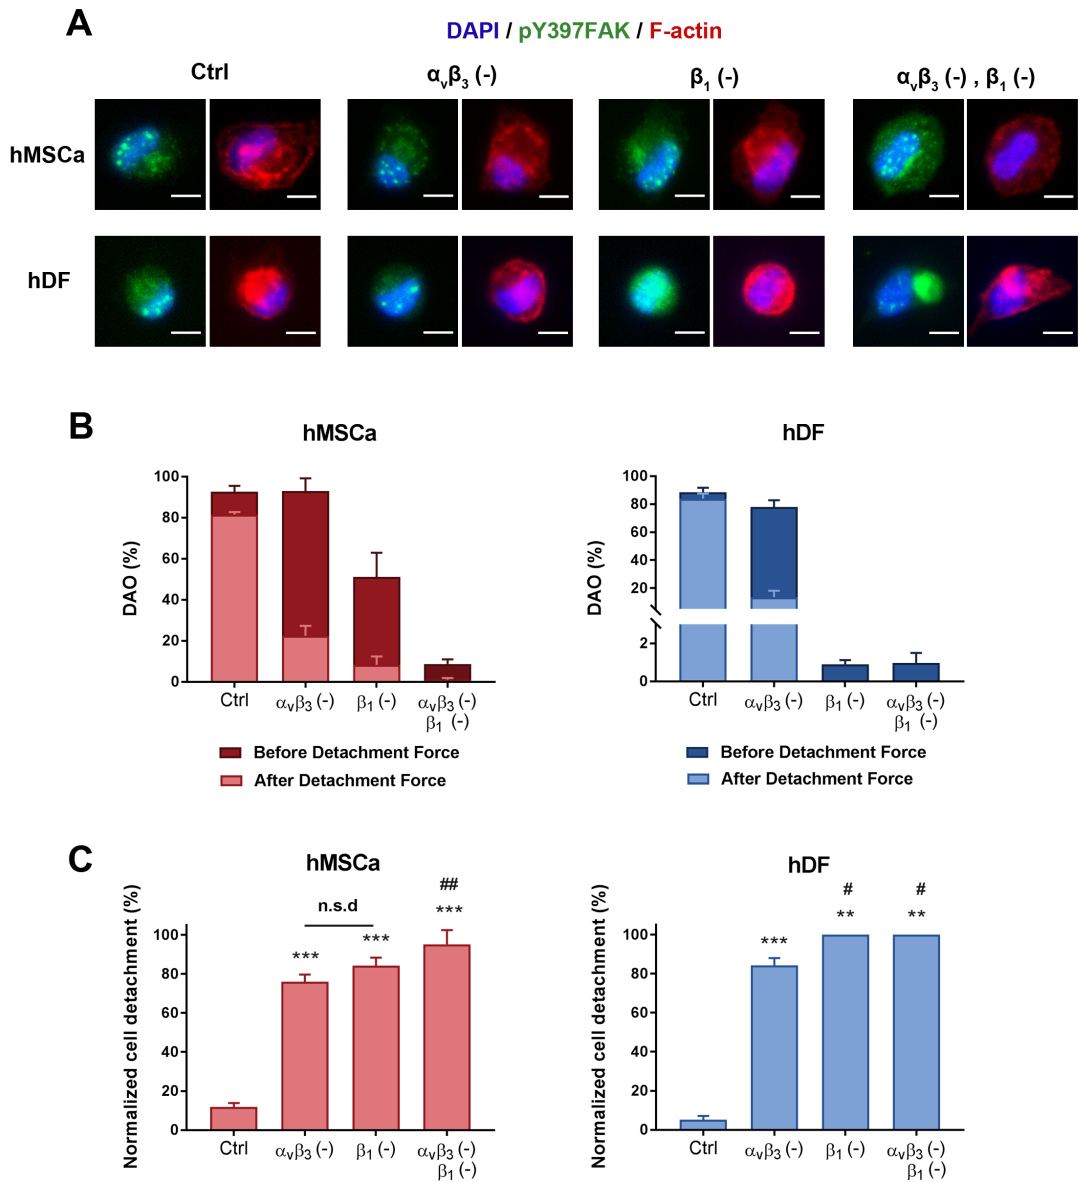 A
DAPI / pY397FAK / F-actin
Ctrl
αvβ3 (-)
β1 (-)
αvβ3 (-) , β1 (-)
hMSCa
hDF
B
hMSCa
DAO (%)
100
80
60
40
20
0
Ctrl
αvβ3 (-)
β1 (-)
αvβ3 (-)
β1 (-)
Before Detachment Force
After Detachment Force
hDF
DAO (%)
100
80
60
40
20
2
0
Ctrl
αvβ3 (-)
β1 (-)
αvβ3 (-)
β1 (-)
Before Detachment Force
After Detachment Force
C
hMSCa
Normalized cell detachment (%)
100
80
60
40
20
0
***
n.s.d
***
##
***
Ctrl
αvβ3 (-)
β1 (-)
αvβ3 (-)
β1 (-)
hDF
Normalized cell detachment (%)
100
80
60
40
20
0
***
#
**
#
**
Ctrl
αvβ3 (-)
β1 (-)
αvβ3 (-)
β1 (-)